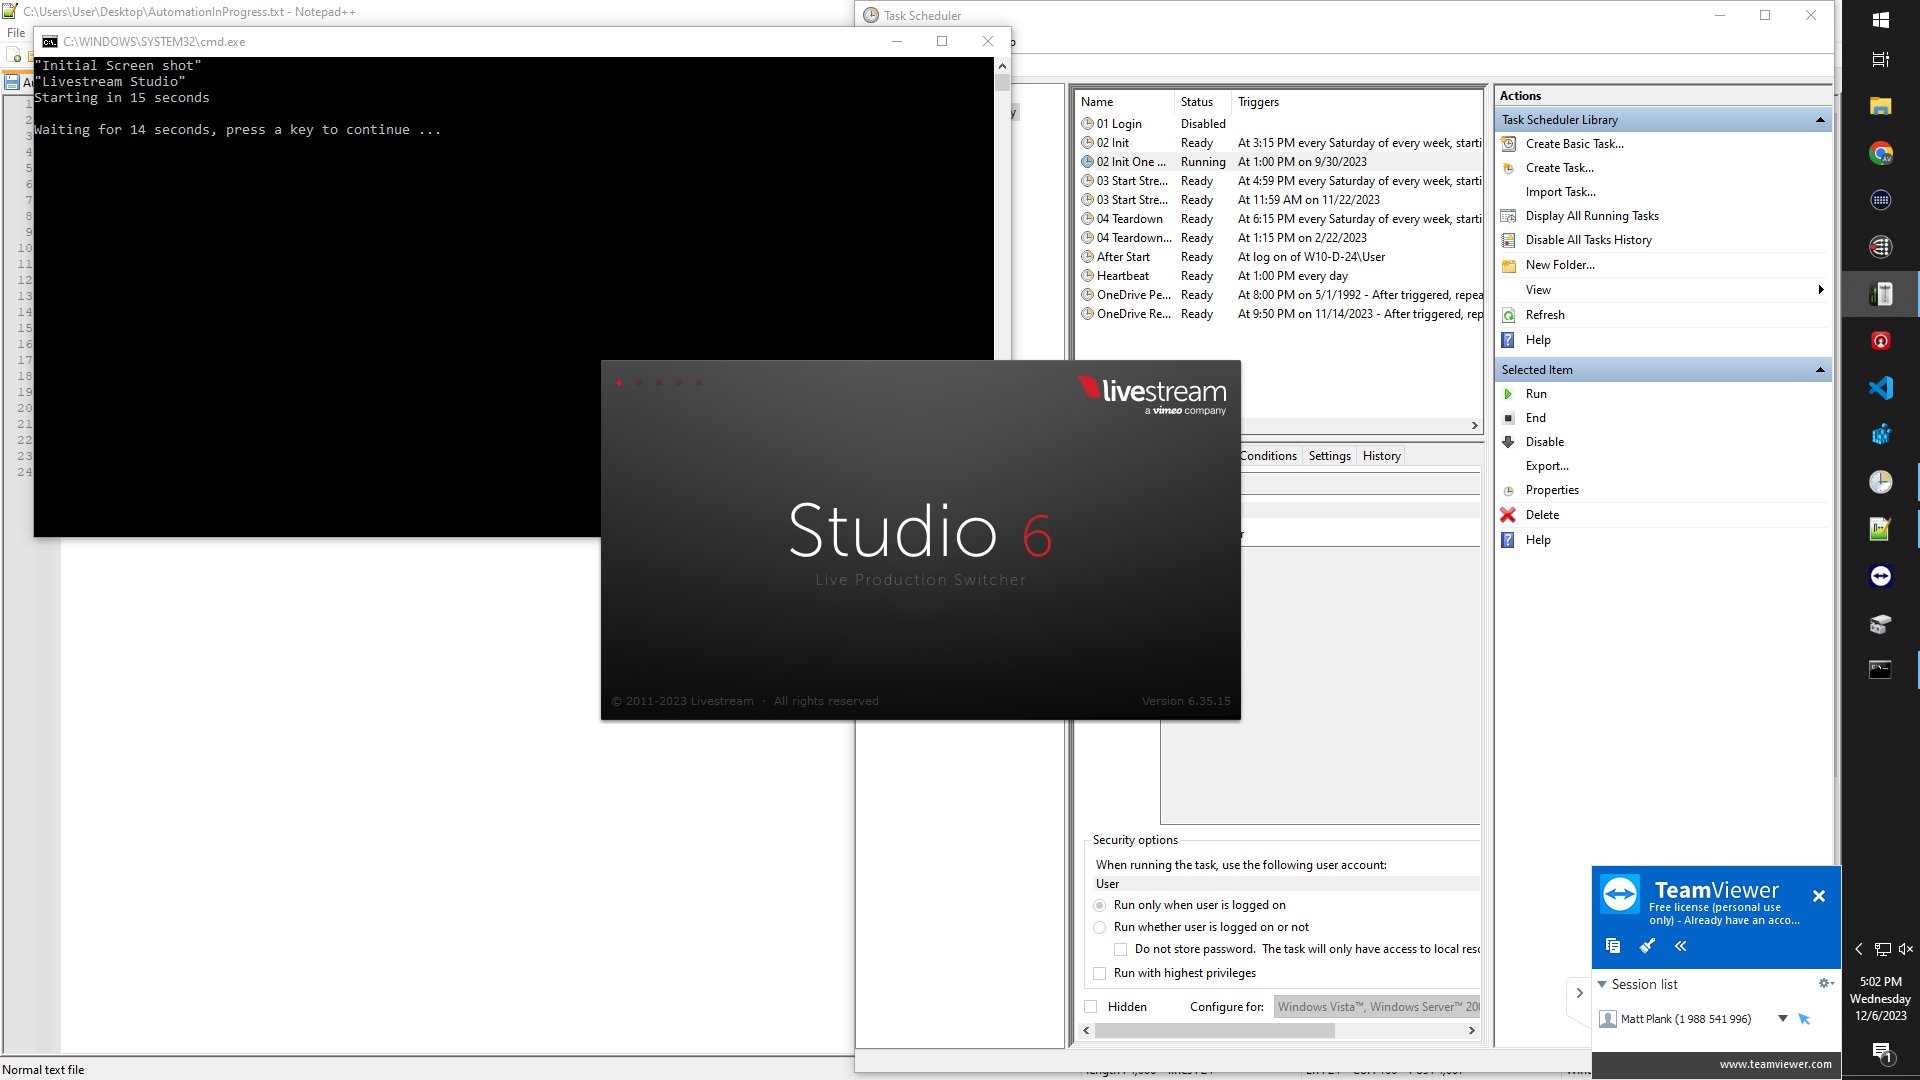 C:\Users\User\Desktop\AutomationInProgress.txt - Notepad++
File
C:\WINDOWS\SYSTEM32\cmd.exe
"Initial Screen shot"
"Livestream Studio"
Starting in 15 seconds
Waiting for 14 seconds, press a key to continue ...
1
2
3
4
5
6
7
8
9
10
11
12
13
14
15
16
17
18
19
20
21
22
23
24
Normal text file
livestream
a vimeo company
Studio 6
Live Production Switcher
© 2011-2023 Livestream · All rights reserved
Version 6.35.15
Task Scheduler
Name Status Triggers
01 Login Disabled
02 Init Ready At 3:15 PM every Saturday of every week, starti
02 Init One ... Running At 1:00 PM on 9/30/2023
03 Start Stre... Ready At 4:59 PM every Saturday of every week, starti
03 Start Stre... Ready At 11:59 AM on 11/22/2023
04 Teardown Ready At 6:15 PM every Saturday of every week, starti
04 Teardown... Ready At 1:15 PM on 2/22/2023
After Start Ready At log on of W10-D-24\User
Heartbeat Ready At 1:00 PM every day
OneDrive Pe... Ready At 8:00 PM on 5/1/1992 - After triggered, repea
OneDrive Re... Ready At 9:50 PM on 11/14/2023 - After triggered, rep
Conditions Settings History
Security options
When running the task, use the following user account:
User
Run only when user is logged on
Run whether user is logged on or not
Do not store password. The task will only have access to local resc
Run with highest privileges
Hidden Configure for: Windows Vista™, Windows Server™ 200
Actions
Task Scheduler Library
Create Basic Task...
Create Task...
Import Task...
Display All Running Tasks
Disable All Tasks History
New Folder...
View
Refresh
Help
Selected Item
Run
End
Disable
Export...
Properties
Delete
Help
TeamViewer
Free license (personal use
only) - Already have an acco...
Session list
Matt Plank (1 988 541 996)
www.teamviewer.com
5:02 PM
Wednesday
12/6/2023
1